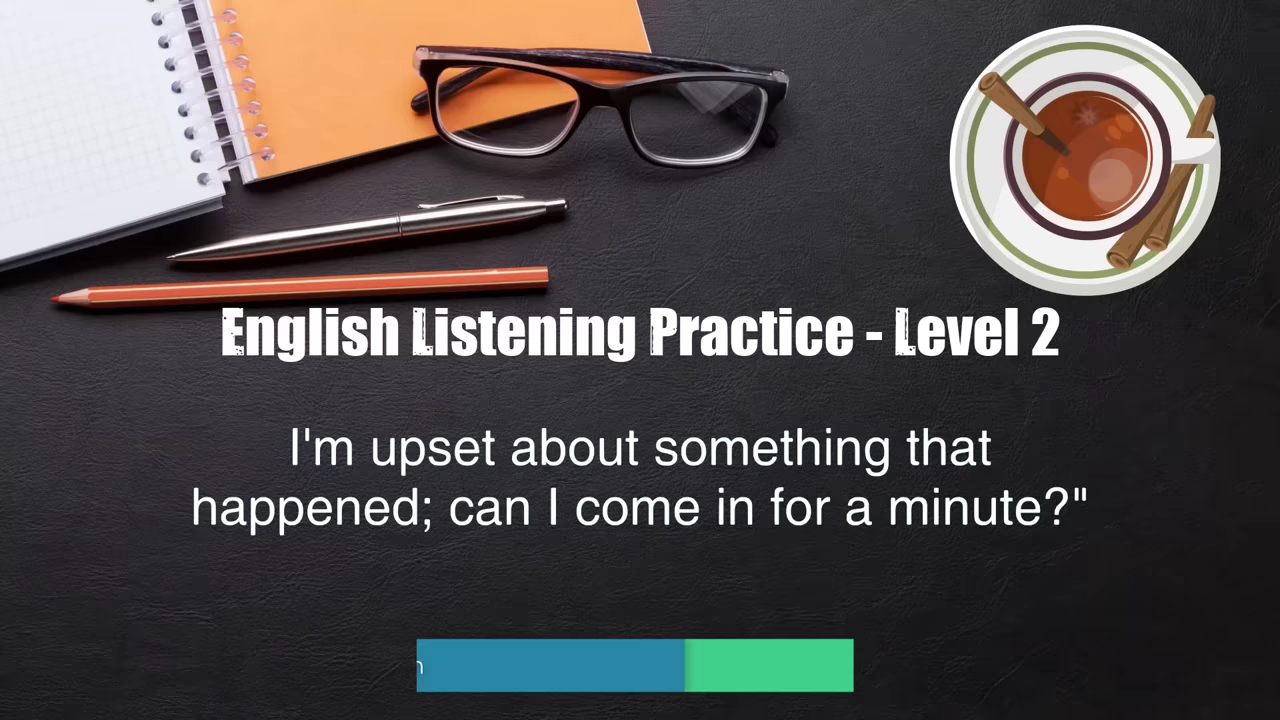 English Listening Practice - Level 2
I'm upset about something that
happened; can I come in for a minute?"